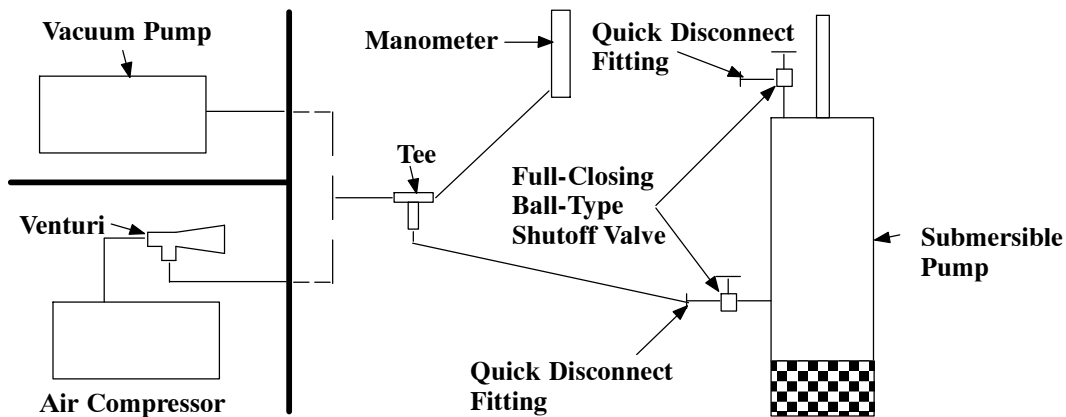 Vacuum Pump
Manometer
Quick Disconnect
Fitting
Tee
Full-Closing
Ball-Type
Shutoff Valve
Venturi
Submersible
Pump
Quick Disconnect
Fitting
Air Compressor